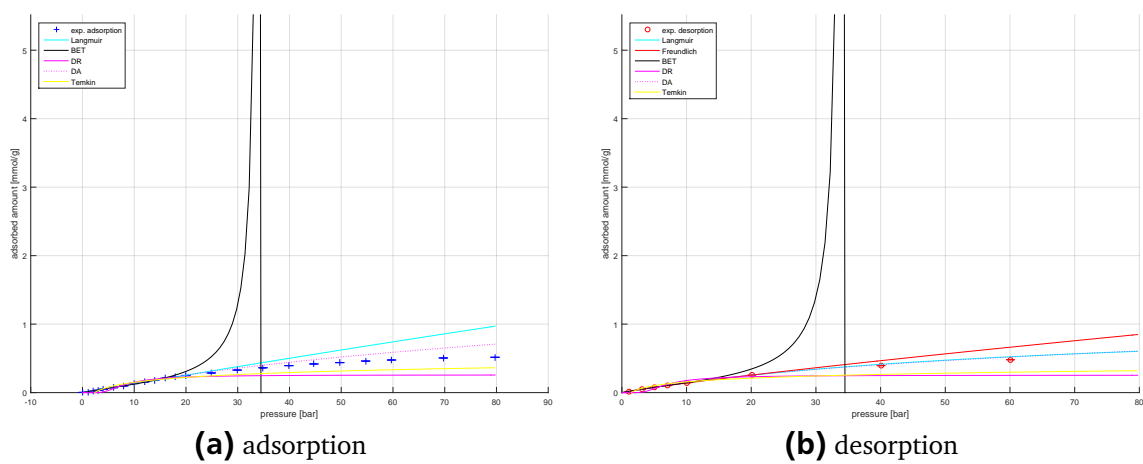 exp. adsorption
Langmuir
BET
DR
DA
Temkin
adsorbed amount [mmol/g]
5
4
3
2
1
0
-10 0 10 20 30 40 50 60 70 80
pressure [bar]
(a) adsorption
exp. desorption
Langmuir
Freundlich
BET
DR
DA
Temkin
adsorbed amount [mmol/g]
5
4
3
2
1
0
0 10 20 30 40 50 60 70 80
pressure [bar]
(b) desorption